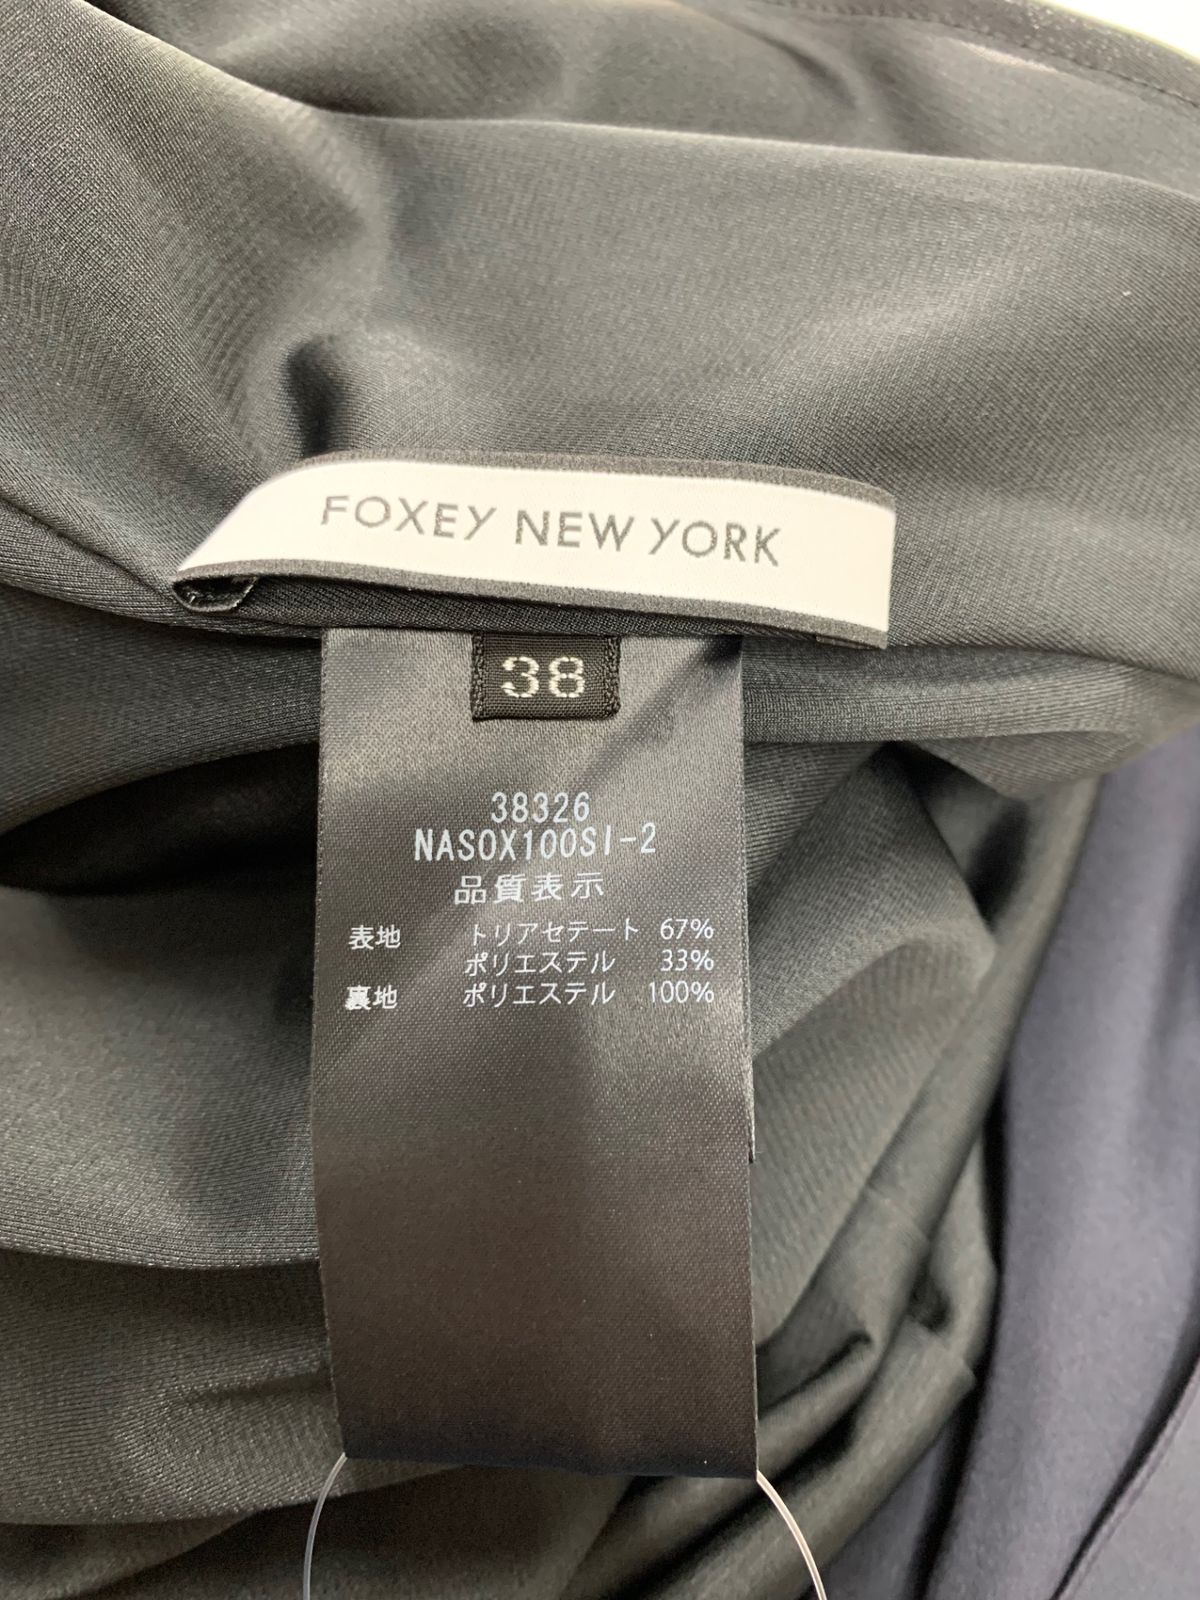 FOXEY NEW YORK
38
38326
NASOX100SI-2
品質表示
表地 トリアセテート 67%
ポリエステル 33%
裏地 ポリエステル 100%